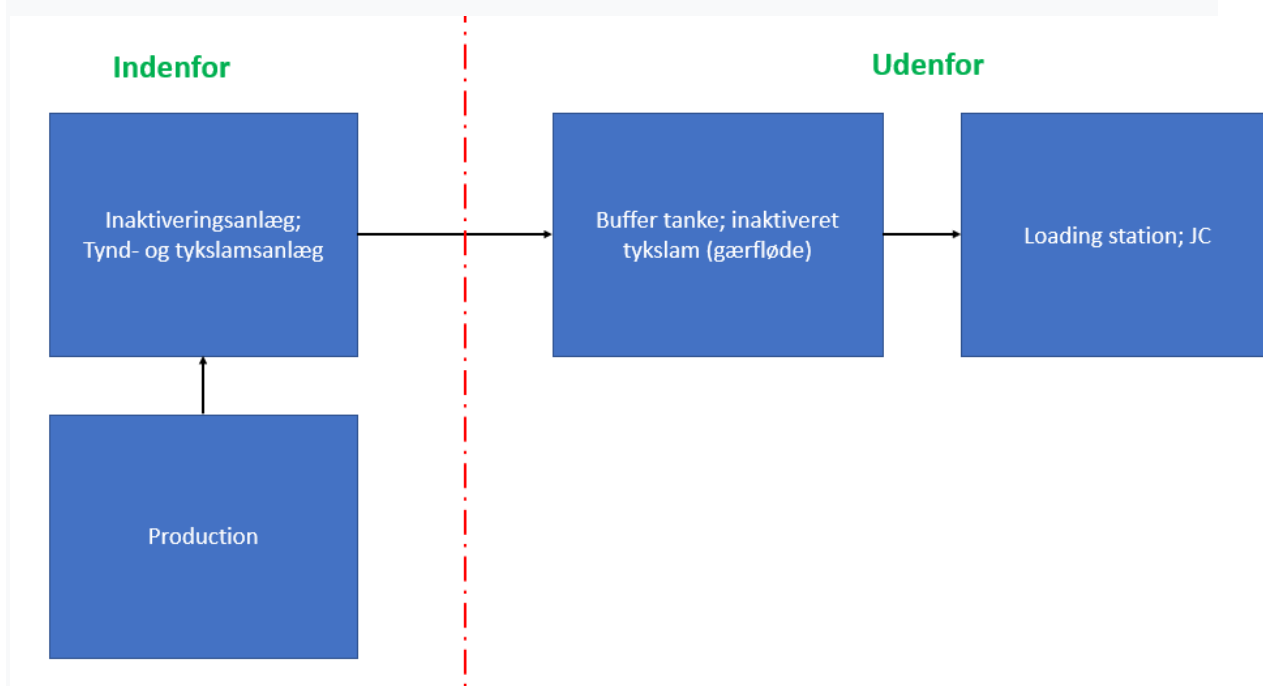 Indenfor
Udenfor
Inaktiveringsanlæg;
Tynd- og tykslamsanlæg
Buffer tanke; inaktiveret
tykslam (gærfløde)
Loading station; JC
Production